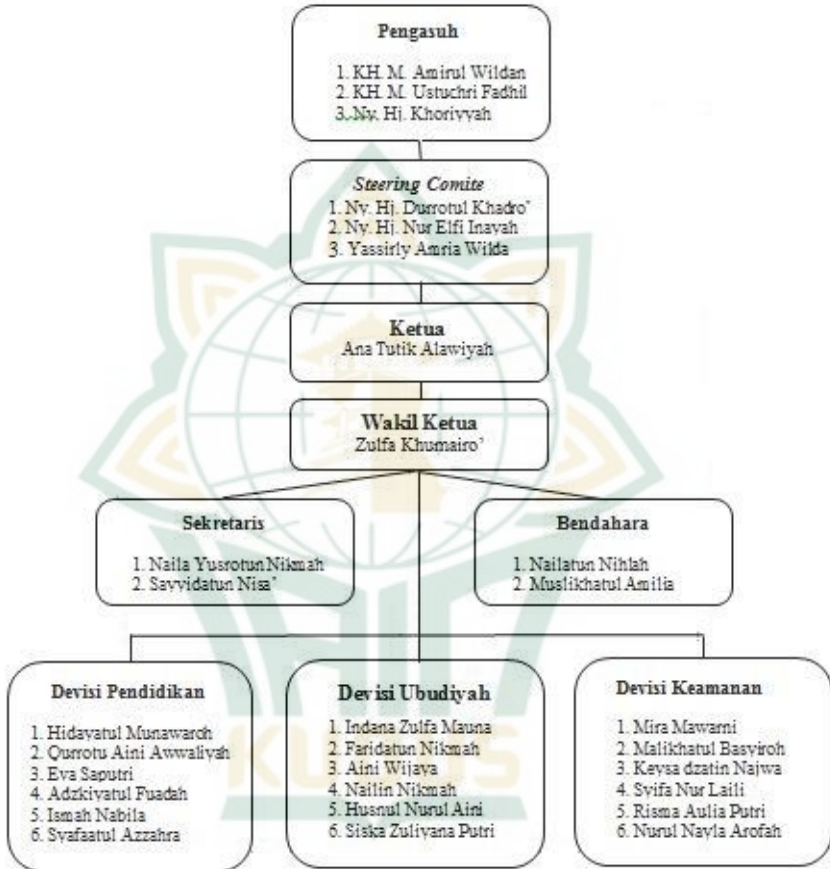 Pengasuh
1. KH. M. Amirul Wildan
2. KH. M. Ustuchri Fadhil
3. Ny. Hj. Khoriyyah
Steering Comite
1. Ny. Hj. Durrotul Khadro’
2. Ny. Hj. Nur Elfi Inayah
3. Yassirly Amria Wilda
Ketua
Ana Tutik Alawiyah
Wakil Ketua
Zulfa Khumairo’
Sekretaris
1. Naila Yusrotun Nikmah
2. Sayyidatun Nisa’
Bendahara
1. Nailatun Nihlah
2. Muslikhatul Amilia
Devisi Pendidikan
1. Hidayatul Munawaroh
2. Qurrotu Aini Awwaliyah
3. Eva Saputri
4. Adzkiyatul Fuadah
5. Ismah Nabila
6. Syafaatul Azzahra
Devisi Ubudiyah
1. Indana Zulfa Mauna
2. Faridatun Nikmah
3. Aini Wijaya
4. Nailin Nikmah
5. Husnul Nurul Aini
6. Siska Zuliyana Putri
Devisi Keamanan
1. Mira Mawarni
2. Malikhatul Basyiroh
3. Keysa dzatin Najwa
4. Syifa Nur Laili
5. Risma Aulia Putri
6. Nurul Nayla Arofah
KUDUS